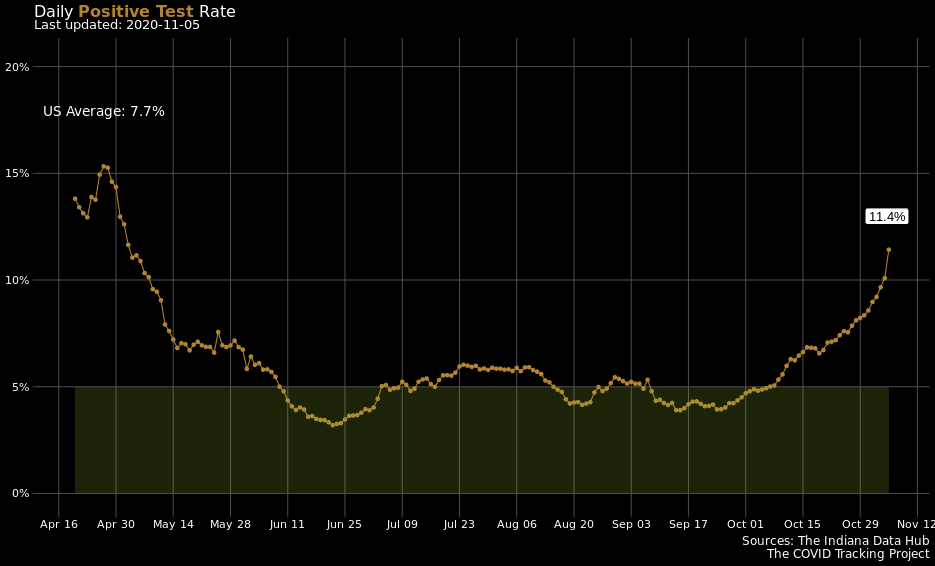 Daily Positive Test Rate
Last updated: 2020-11-05
20%
US Average: 7.7%
15%
11.4%
10%
5%
0%
Apr 16 Apr 30 May 14 May 28 Jun 11 Jun 25 Jul 09 Jul 23 Aug 06 Aug 20 Sep 03 Sep 17 Oct 01 Oct 15 Oct 29 Nov 12
Sources: The Indiana Data Hub
The COVID Tracking Project